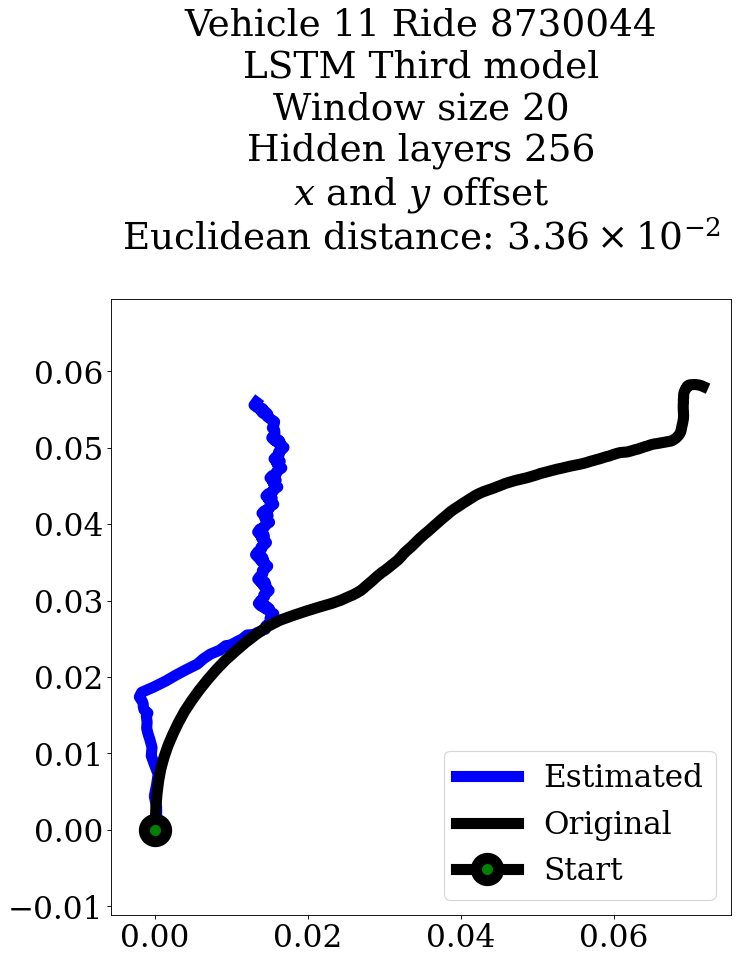 Vehicle 11 Ride 8730044
LSTM Third model
Window size 20
Hidden layers 256
x and y offset
Euclidean distance: 3.36 × 10⁻²
0.06
0.05
0.04
0.03
0.02
0.01
0.00
−0.01
Estimated
Original
Start
0.00 0.02 0.04 0.06